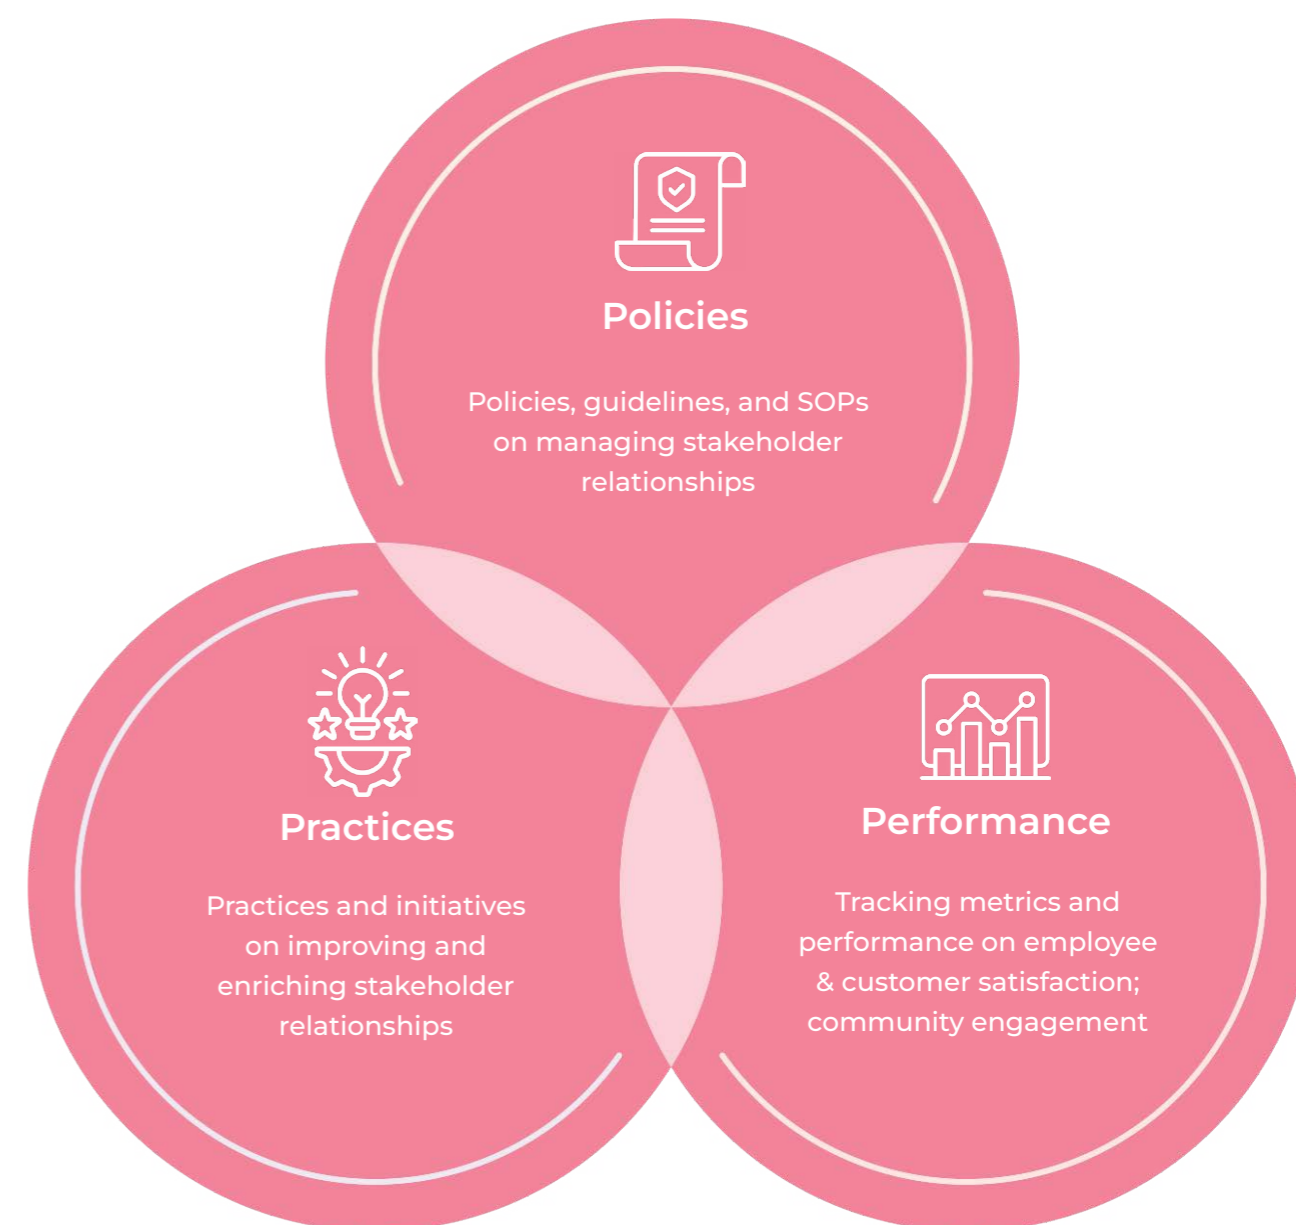 Policies
Policies, guidelines, and SOPs
on managing stakeholder
relationships
Practices
Practices and initiatives
on improving and
enriching stakeholder
relationships
Performance
Tracking metrics and
performance on employee
& customer satisfaction;
community engagement